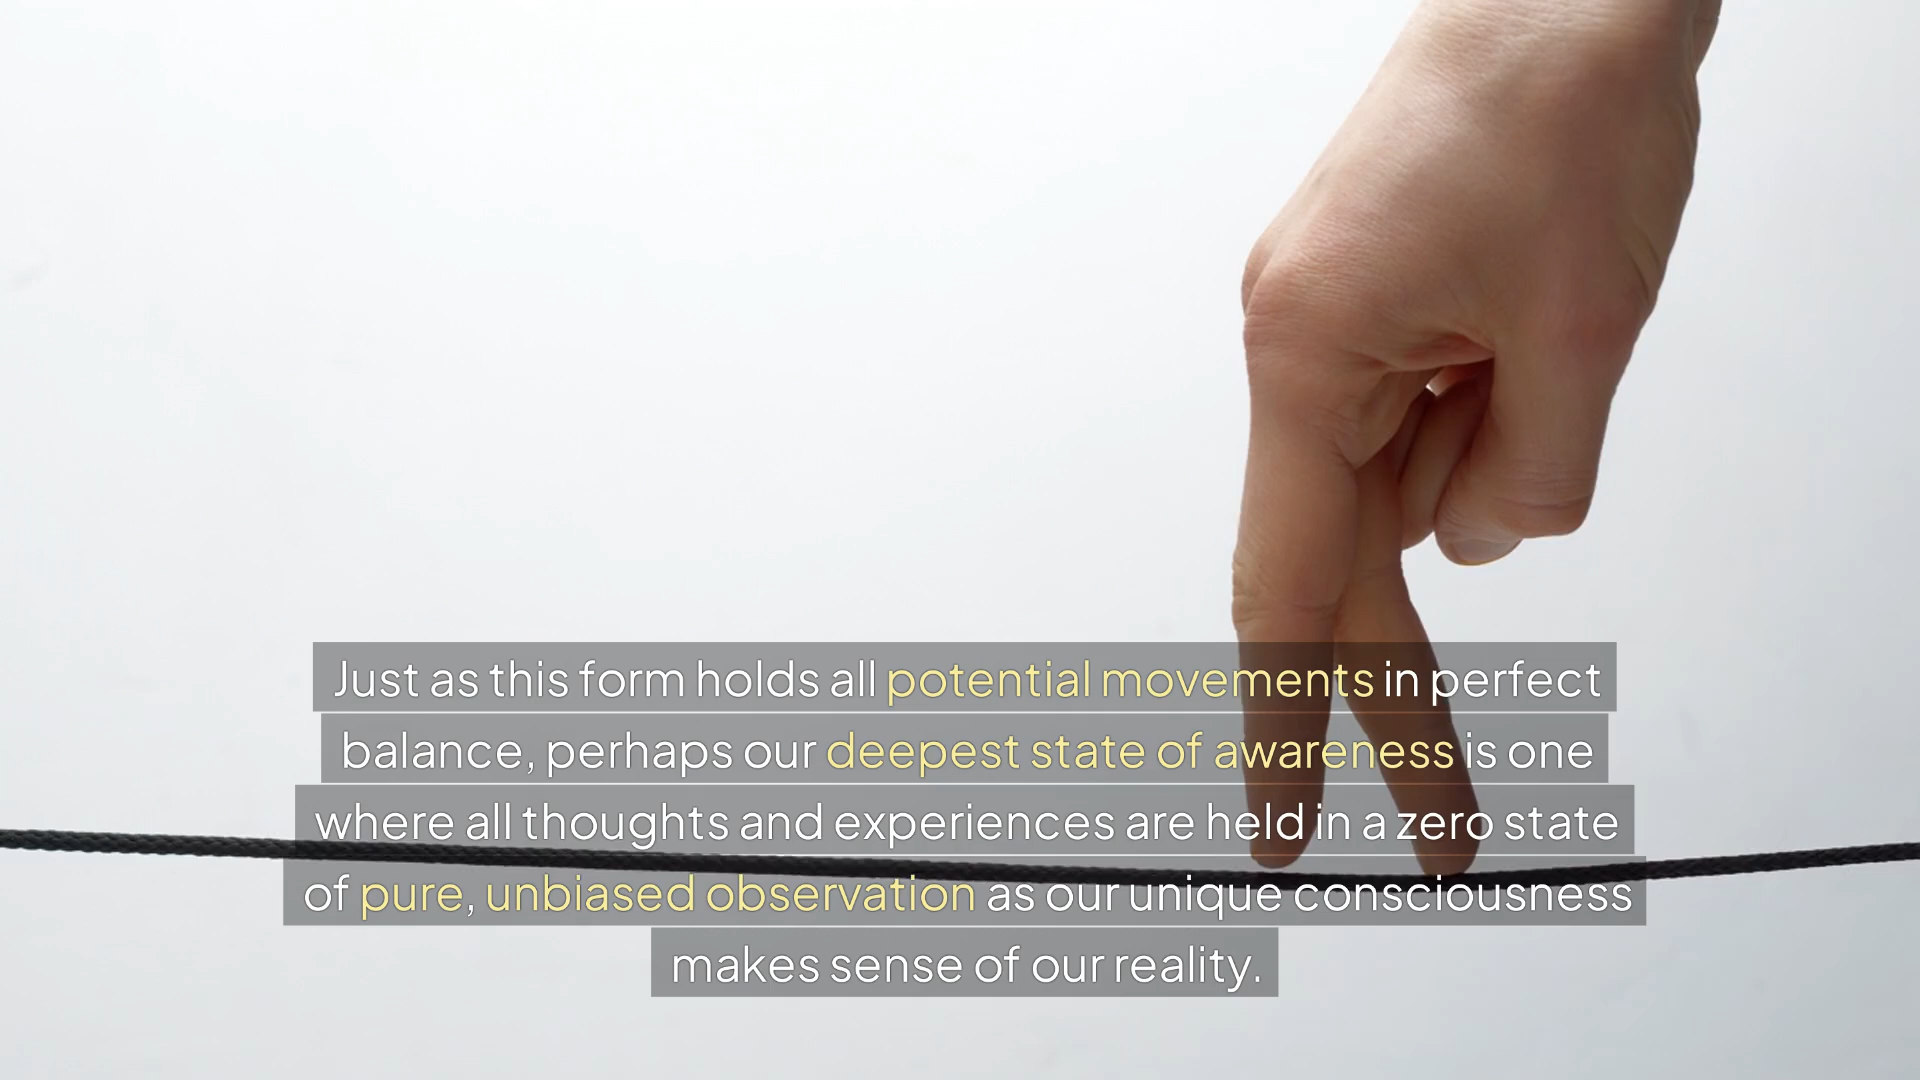 Just as this form holds all potential movements in perfect
balance, perhaps our deepest state of awareness is one
where all thoughts and experiences are held in a zero state
of pure, unbiased observation as our unique consciousness
makes sense of our reality.